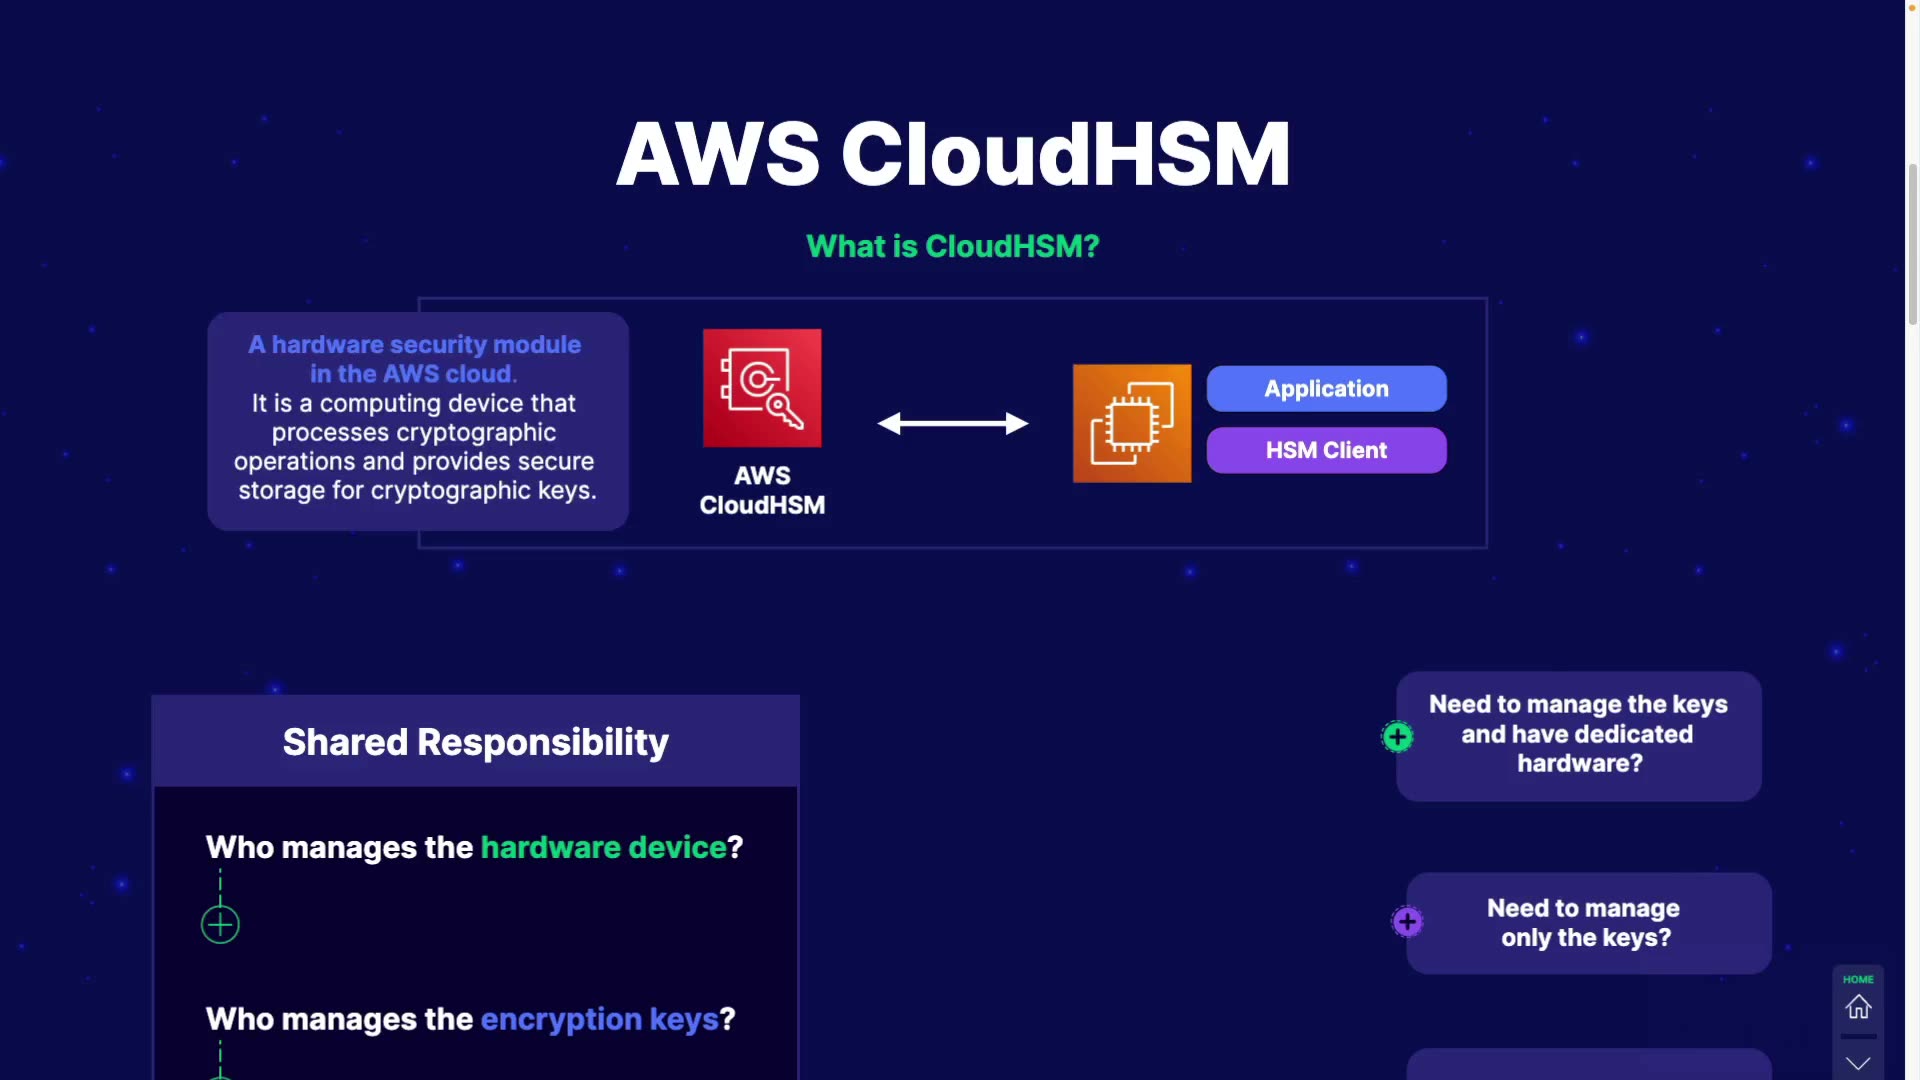 AWS CloudHSM
What is CloudHSM?
A hardware security module
in the AWS cloud.
It is a computing device that
processes cryptographic
operations and provides secure
storage for cryptographic keys.
AWS
CloudHSM
Application
HSM Client
Shared Responsibility
Who manages the hardware device?
Who manages the encryption keys?
Need to manage the keys
and have dedicated
hardware?
Need to manage
only the keys?
HOME